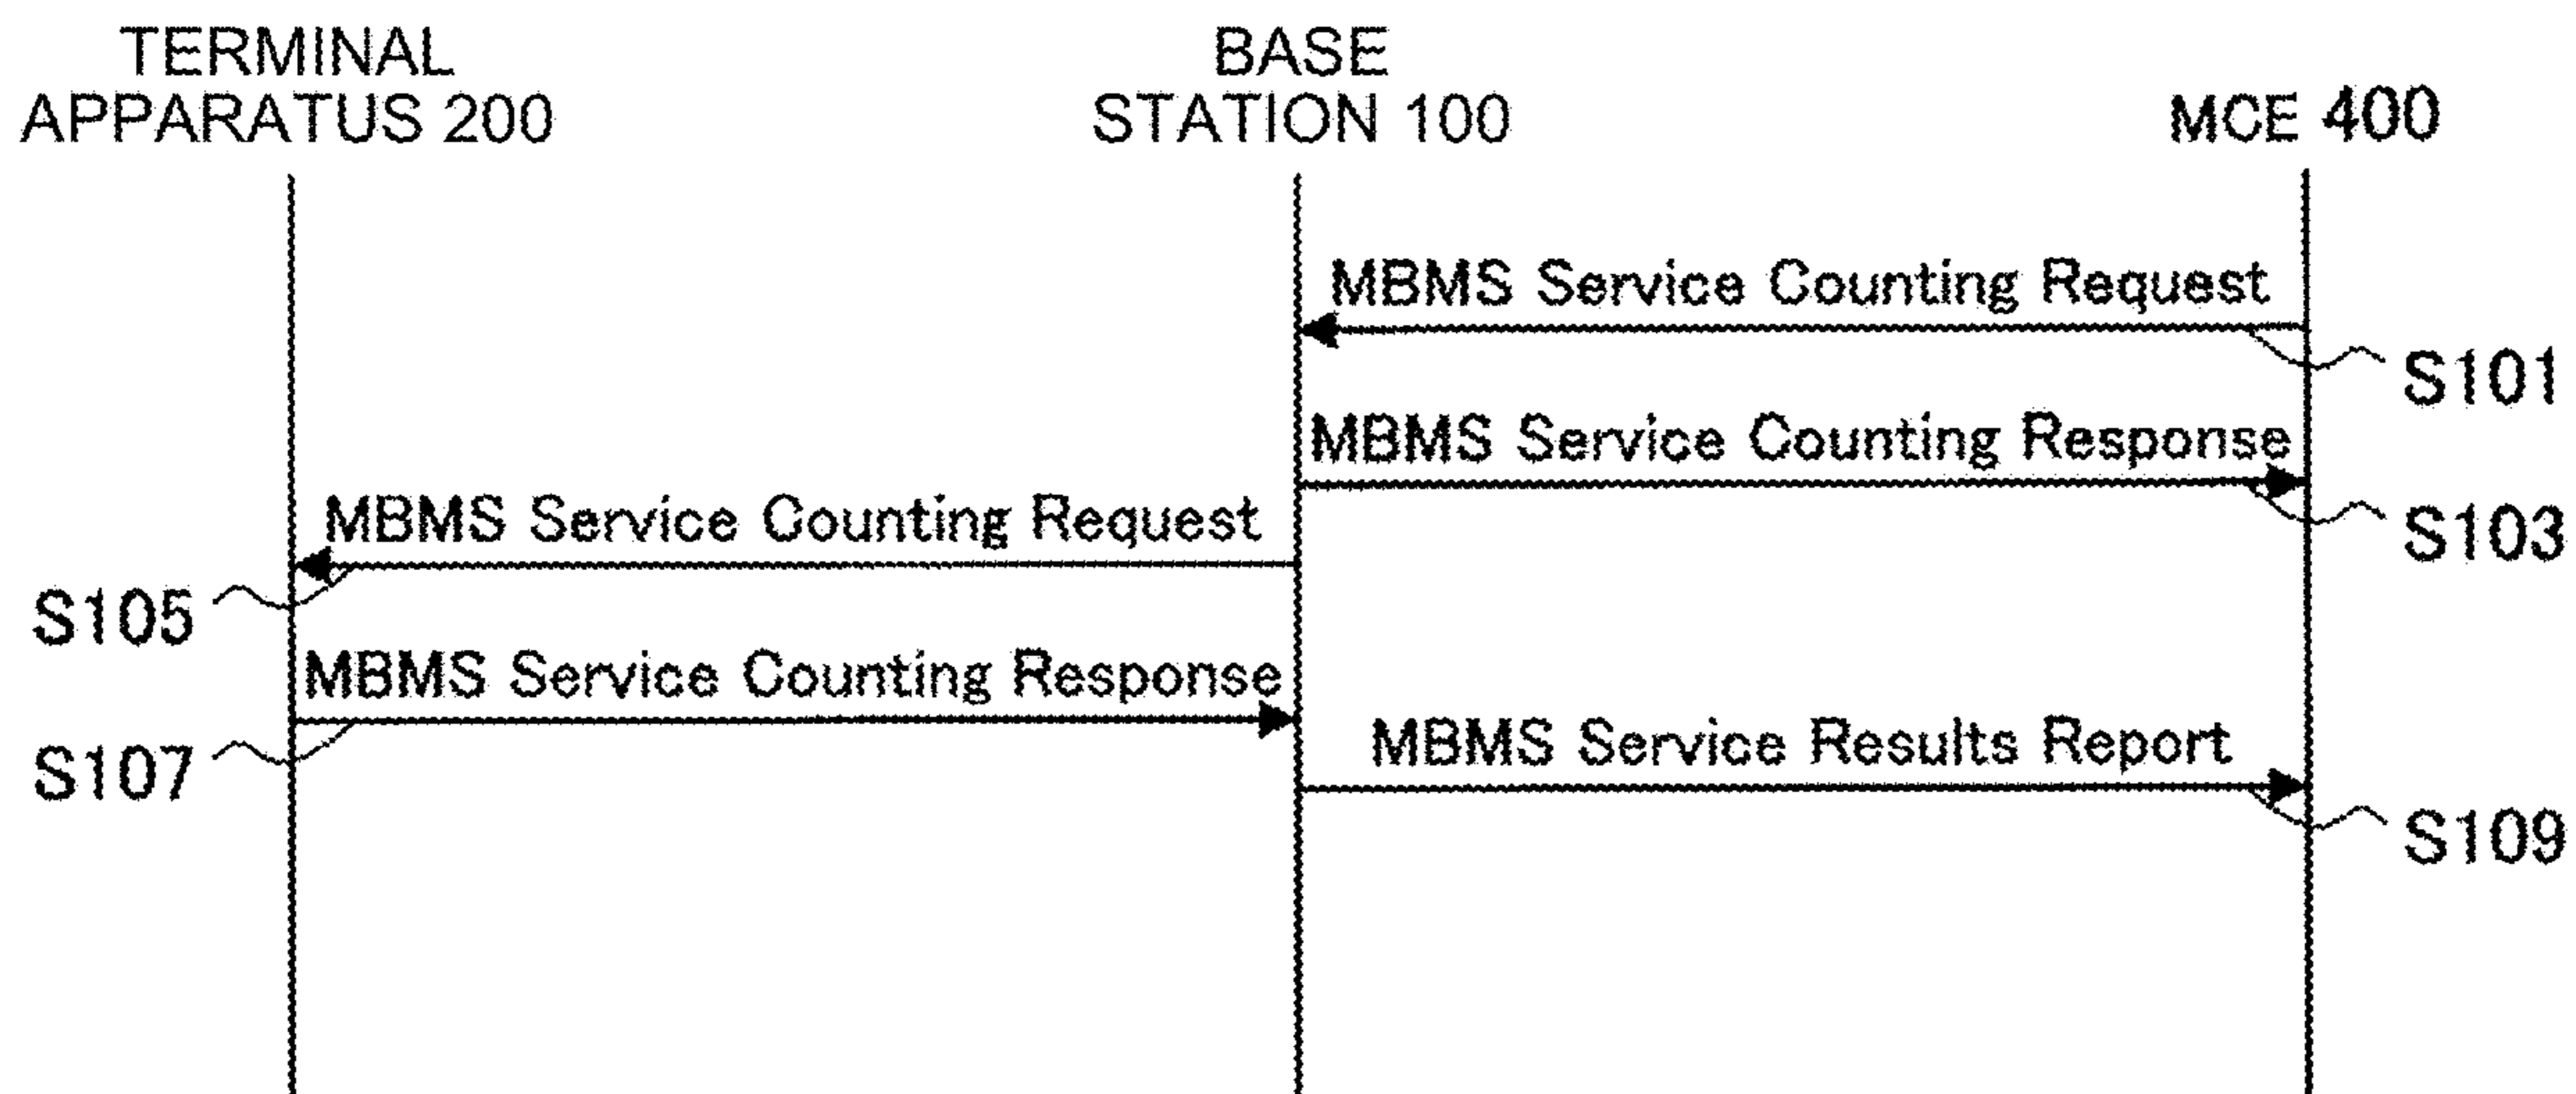 TERMINAL
APPARATUS 200
BASE
STATION 100
MCE 400
MBMS Service Counting Request
S101
MBMS Service Counting Response
S103
MBMS Service Counting Request
S105
MBMS Service Counting Response
S107
MBMS Service Results Report
S109